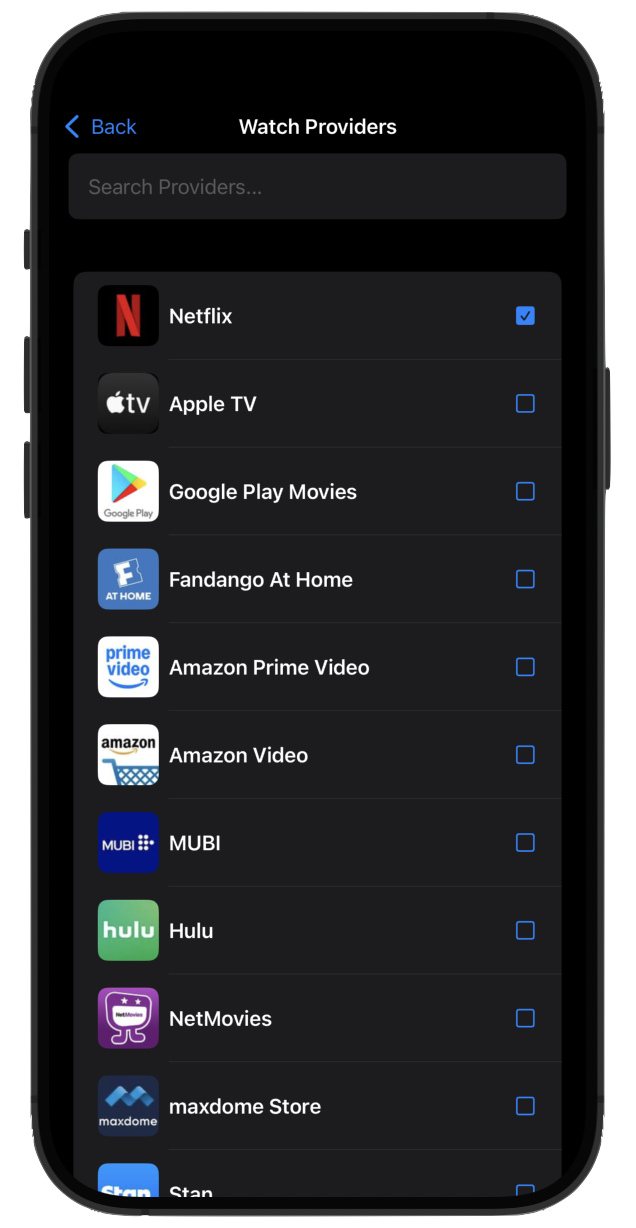 Back
Watch Providers
Search Providers...
N
Netflix
tv
Apple TV
Google Play
Google Play Movies
F
AT HOME
Fandango At Home
prime
video
Amazon Prime Video
amazon
Amazon Video
MUBI
MUBI
hulu
Hulu
NetMovies
NetMovies
maxdome
maxdome Store
Stan
Stan